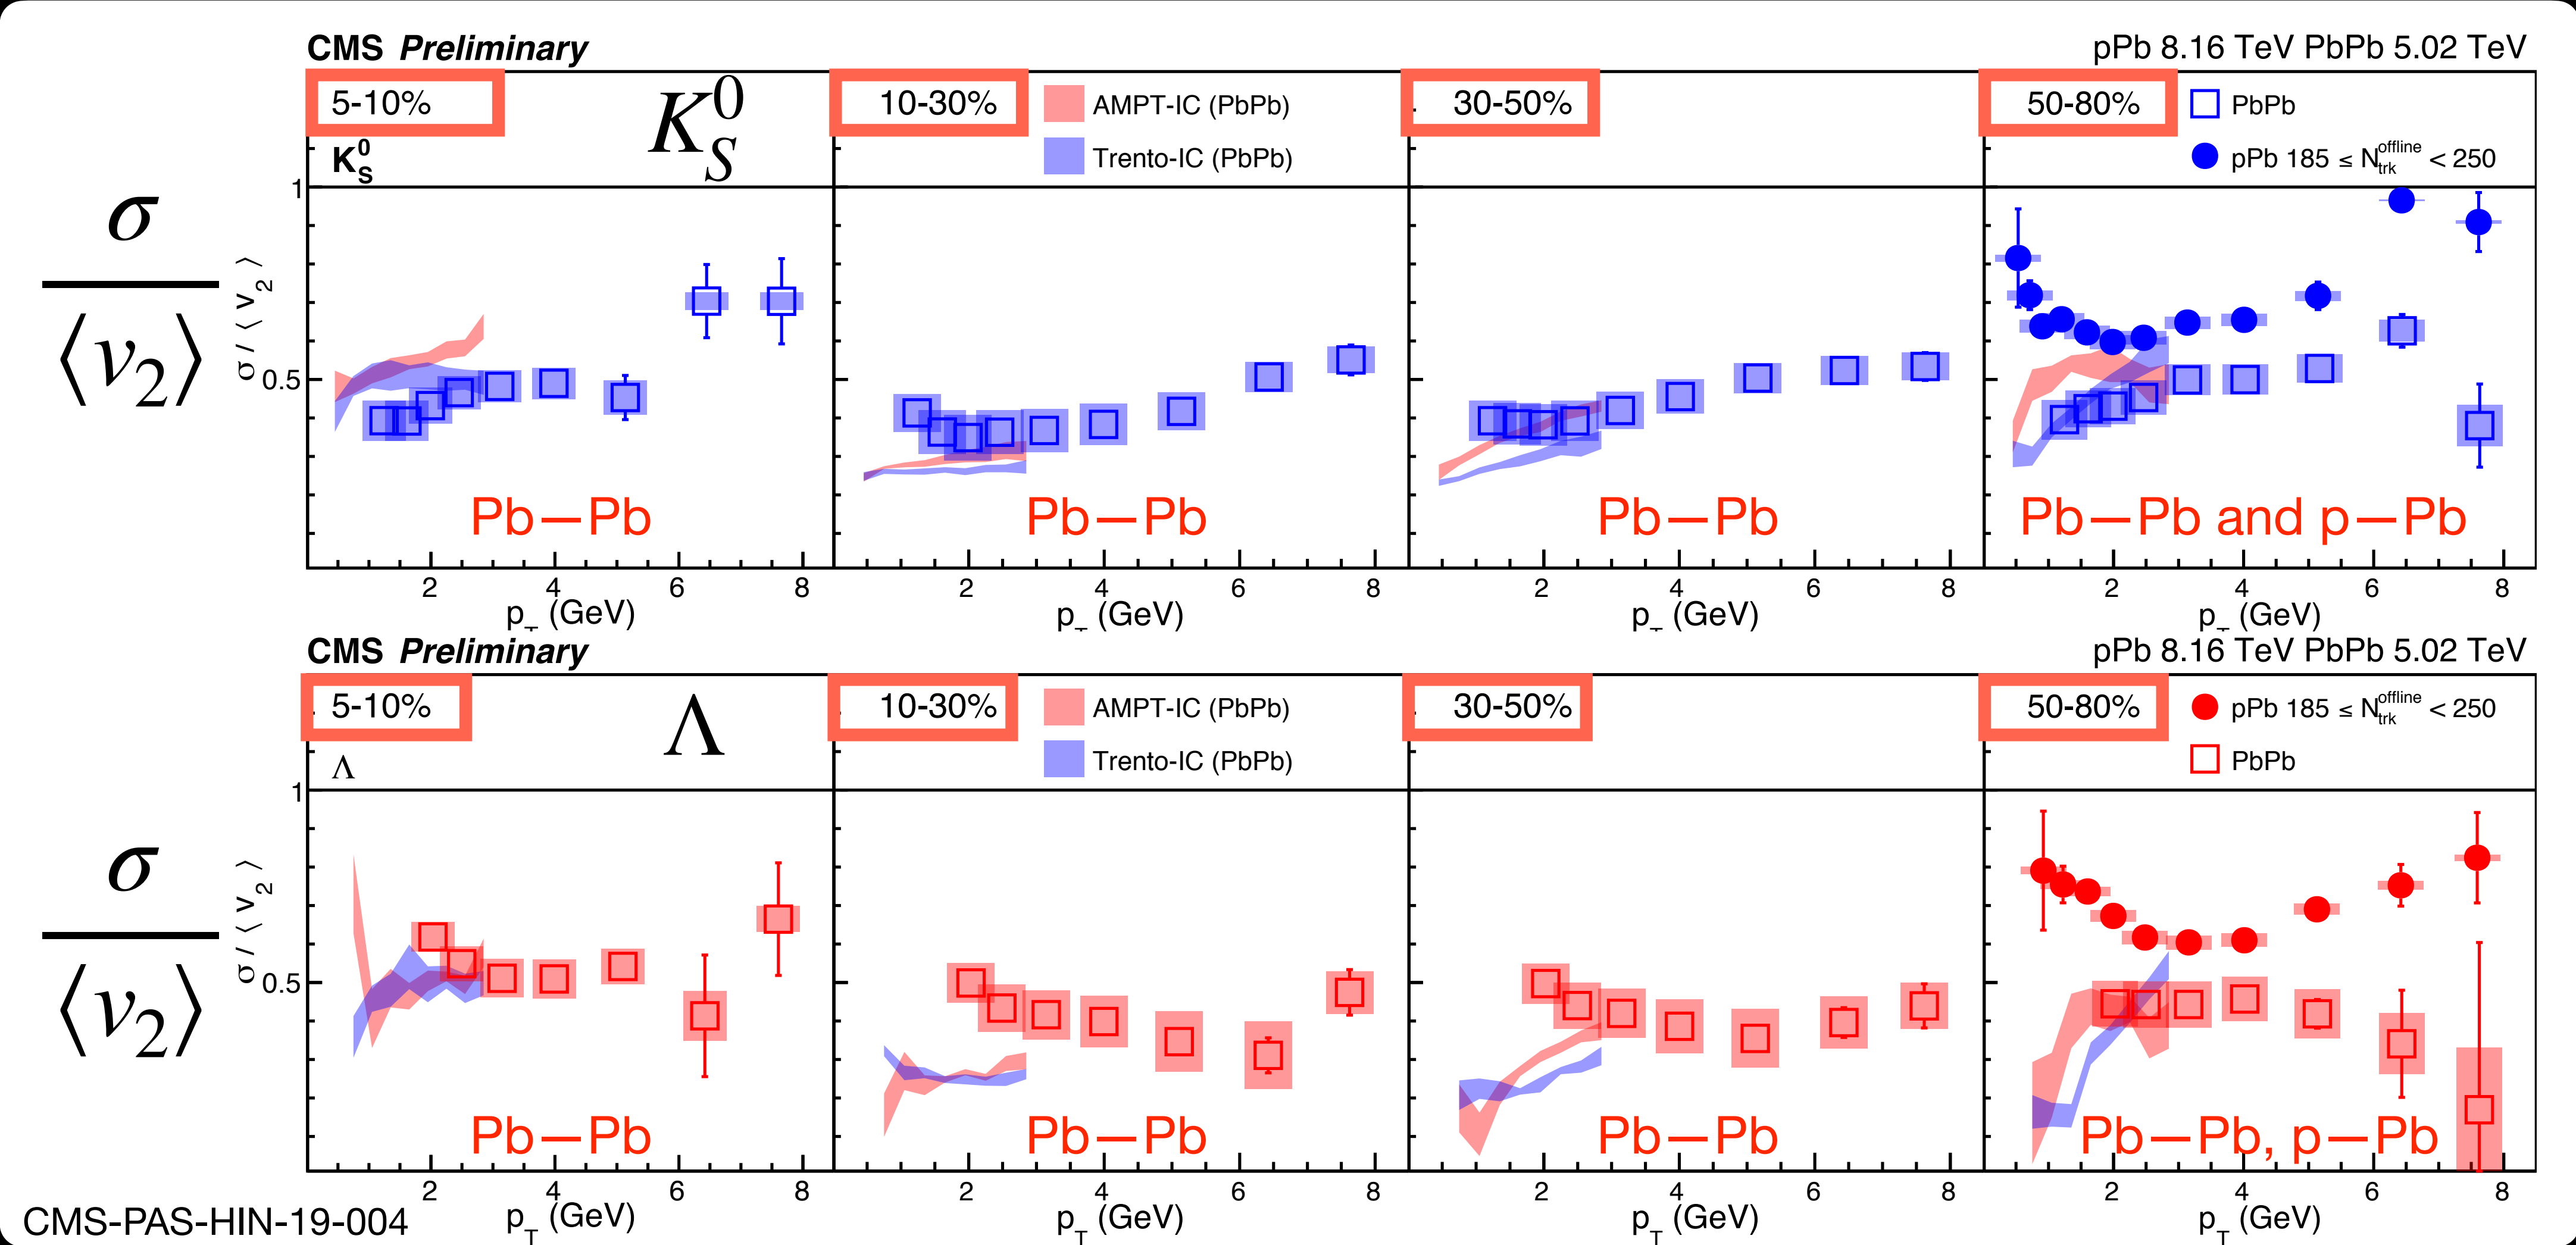 CMS Preliminary pPb 8.16 TeV PbPb 5.02 TeV
5-10% K⁰_S 10-30% AMPT-IC (PbPb) 30-50% 50-80% PbPb
K⁰_S Trento-IC (PbPb) pPb 185 ≤ N^offline_trk < 250
σ / ⟨v₂⟩
σ / ⟨ v₂ ⟩
1
0.5
Pb—Pb Pb—Pb Pb—Pb Pb—Pb and p—Pb
2 4 6 8 2 4 6 8 2 4 6 8 2 4 6 8
p_T (GeV) p_T (GeV) p_T (GeV) p_T (GeV)
CMS Preliminary pPb 8.16 TeV PbPb 5.02 TeV
5-10% Λ 10-30% AMPT-IC (PbPb) 30-50% 50-80% pPb 185 ≤ N^offline_trk < 250
Λ Trento-IC (PbPb) PbPb
σ / ⟨v₂⟩
σ / ⟨ v₂ ⟩
1
0.5
Pb—Pb Pb—Pb Pb—Pb Pb—Pb, p—Pb
2 4 6 8 2 4 6 8 2 4 6 8 2 4 6 8
CMS-PAS-HIN-19-004 p_T (GeV) p_T (GeV) p_T (GeV) p_T (GeV)